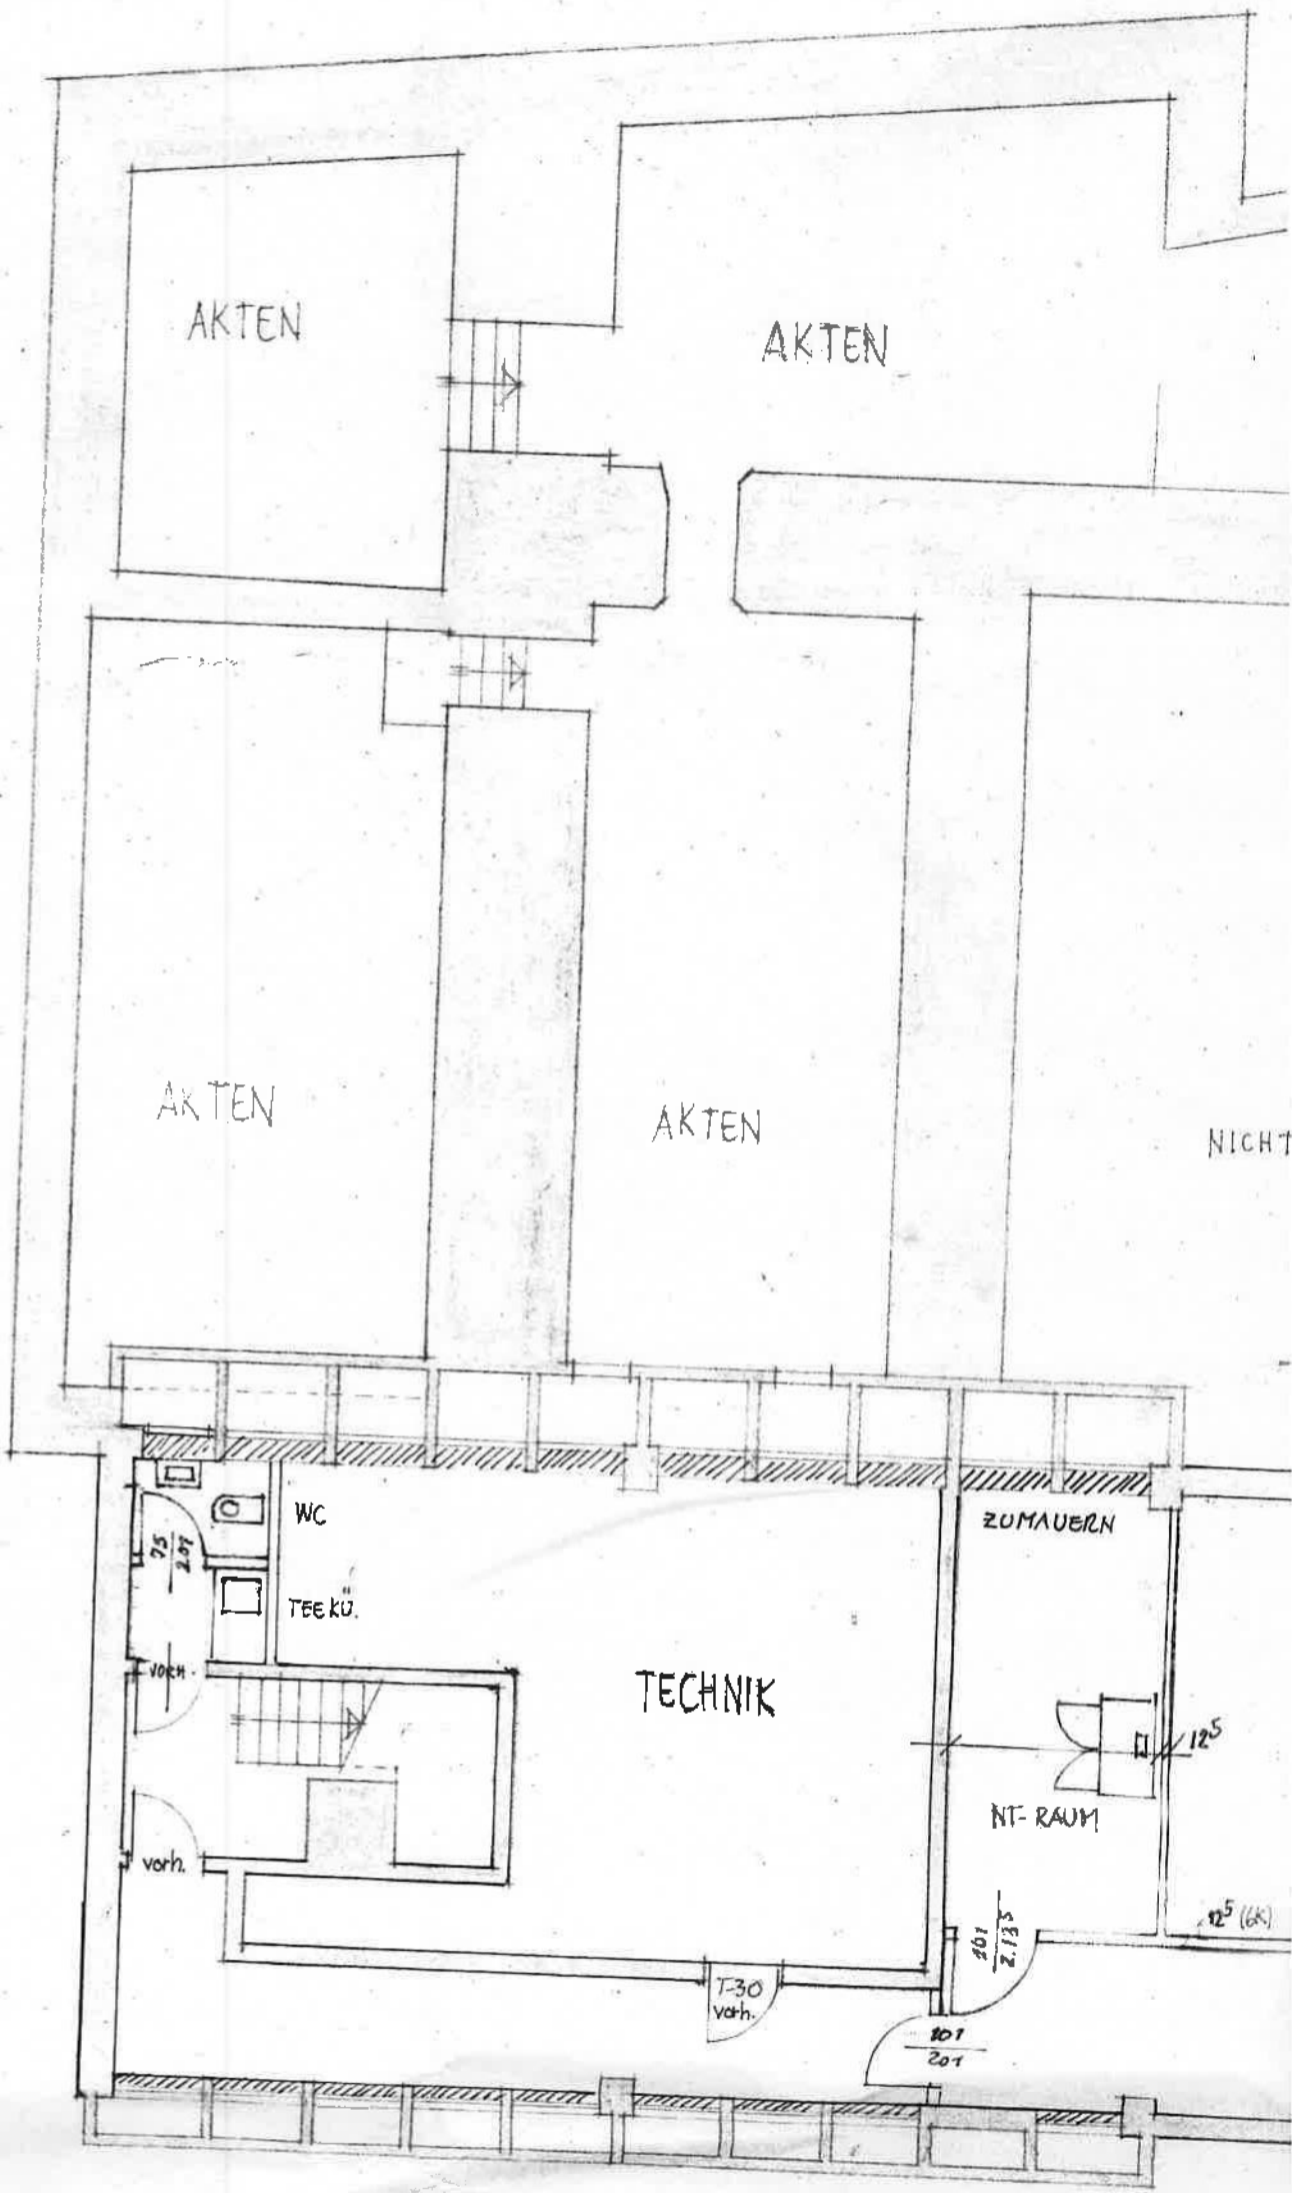 AKTEN
AKTEN
AKTEN
AKTEN
NICHT
WC
ZUMAUERN
75
2.01
TEEKÜ.
VORH.
TECHNIK
12⁵
NT-RAUM
vorh.
101
2.135
12⁵ (GK)
T-30
vorh.
101
201